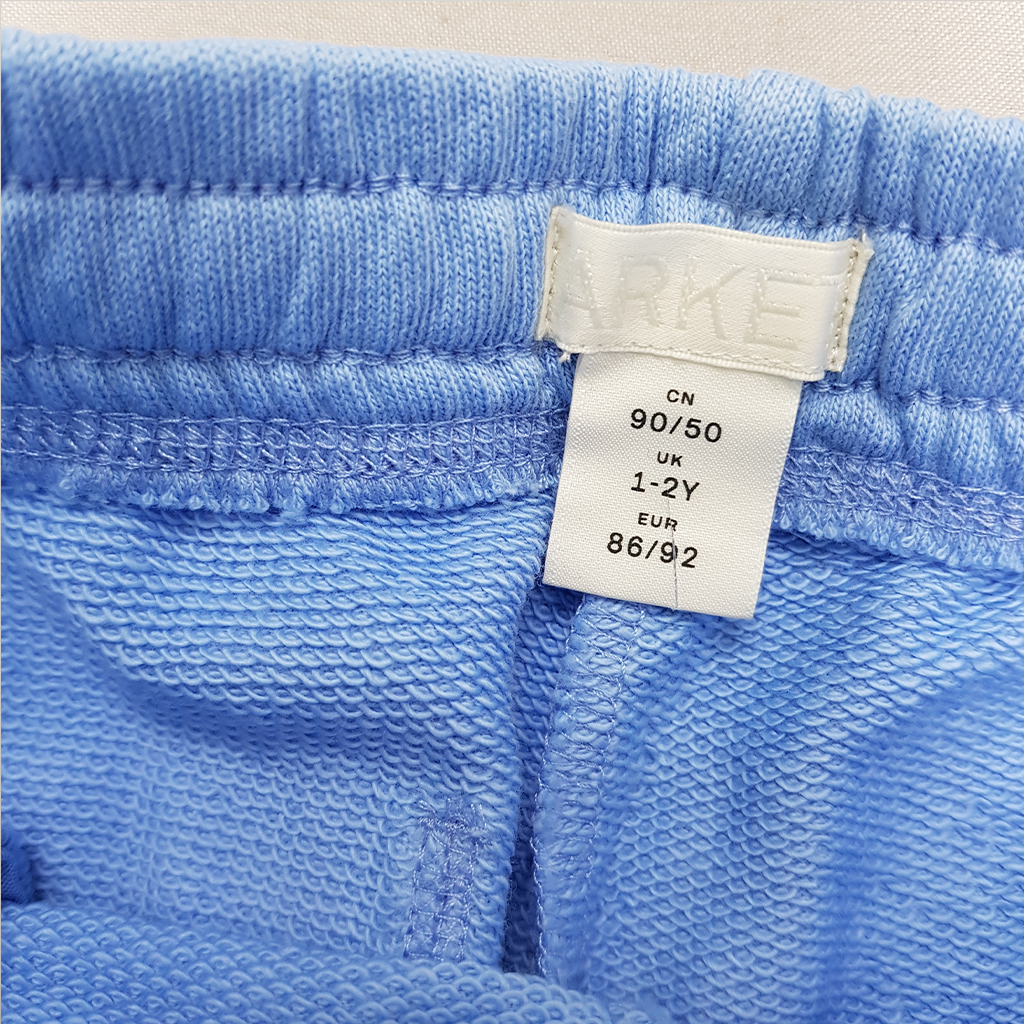 ARKE
CN
90/50
UK
1-2Y
EUR
86/92